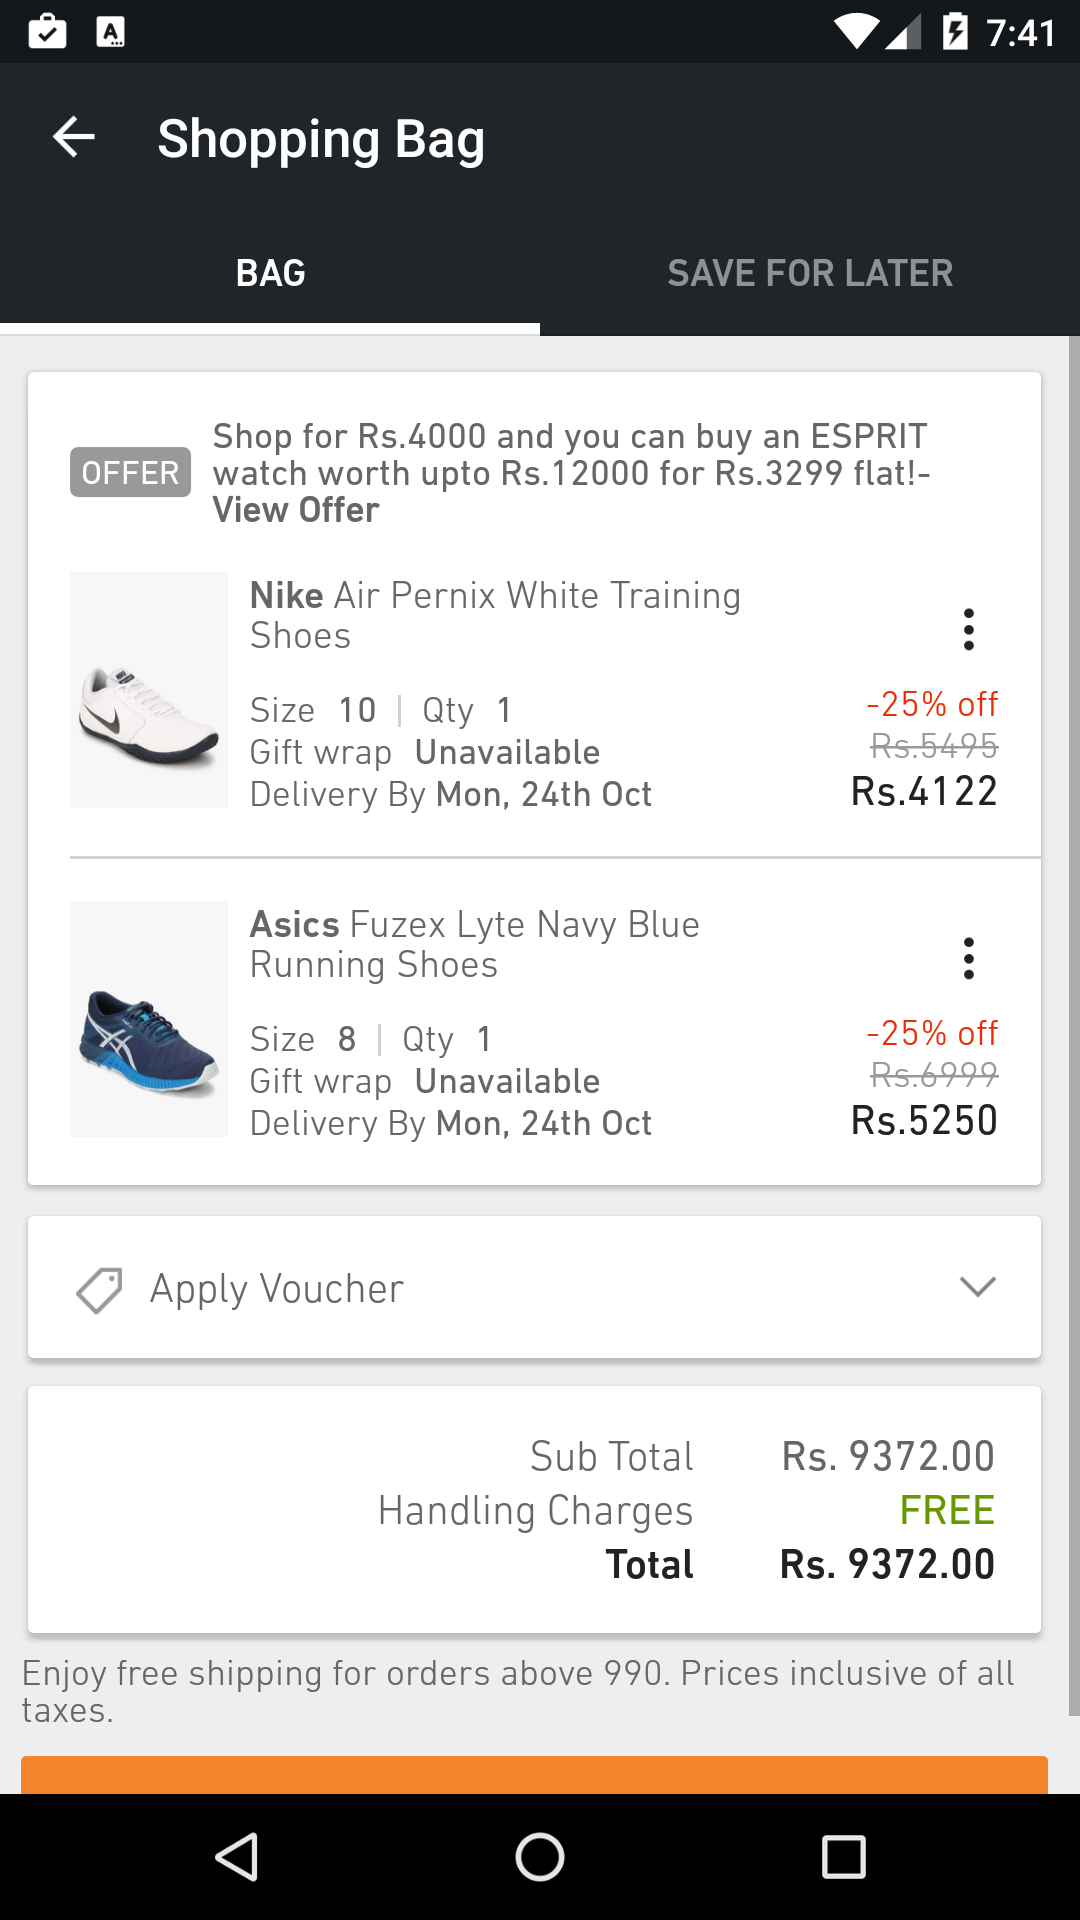 7:41
Shopping Bag
BAG
SAVE FOR LATER
OFFER
Shop for Rs.4000 and you can buy an ESPRIT
watch worth upto Rs.12000 for Rs.3299 flat!-
View Offer
Nike Air Pernix White Training
Shoes
Size 10 | Qty 1
Gift wrap Unavailable
Delivery By Mon, 24th Oct
-25% off
Rs.5495
Rs.4122
Asics Fuzex Lyte Navy Blue
Running Shoes
Size 8 | Qty 1
Gift wrap Unavailable
Delivery By Mon, 24th Oct
-25% off
Rs.6999
Rs.5250
Apply Voucher
Sub Total Rs. 9372.00
Handling Charges FREE
Total Rs. 9372.00
Enjoy free shipping for orders above 990. Prices inclusive of all
taxes.